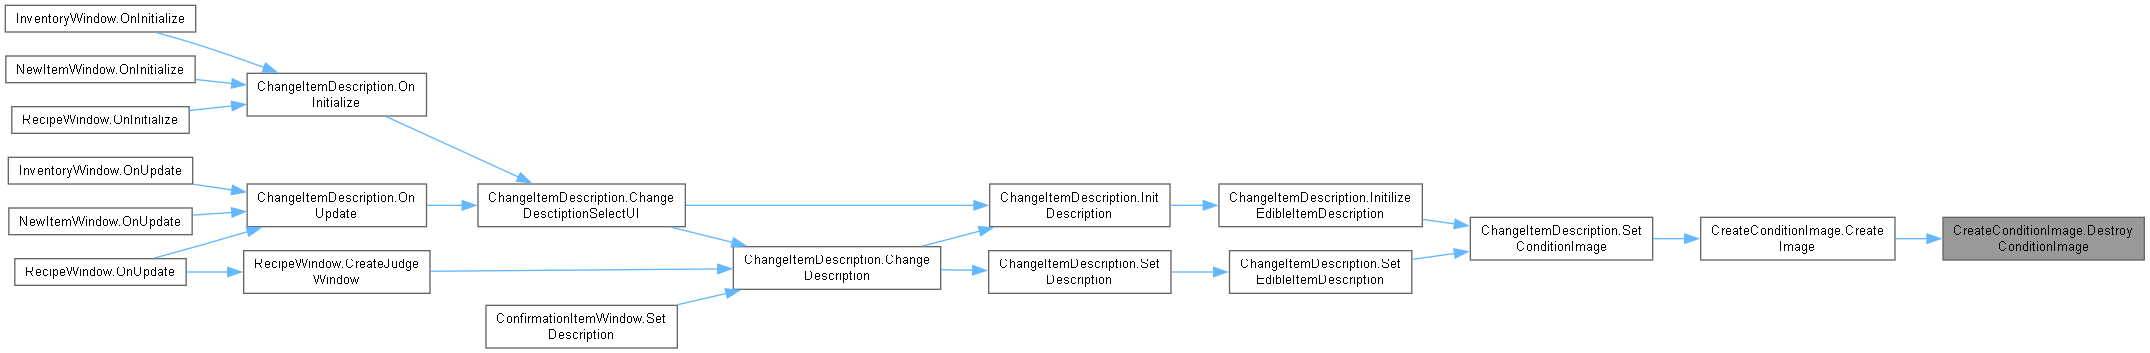 InventoryWindow.OnInitialize
NewItemWindow.OnInitialize
RecipeWindow.OnInitialize
ChangeItemDescription.On
Initialize
InventoryWindow.OnUpdate
NewItemWindow.OnUpdate
RecipeWindow.OnUpdate
ChangeItemDescription.On
Update
RecipeWindow.CreateJudge
Window
ChangeItemDescription.Change
DesctiptionSelectUI
ConfirmationItemWindow.Set
Description
ChangeItemDescription.Change
Description
ChangeItemDescription.Init
Description
ChangeItemDescription.Set
Description
ChangeItemDescription.Initilize
EdibleItemDescription
ChangeItemDescription.Set
EdibleItemDescription
ChangeItemDescription.Set
ConditionImage
CreateConditionImage.Create
Image
CreateConditionImage.Destroy
ConditionImage